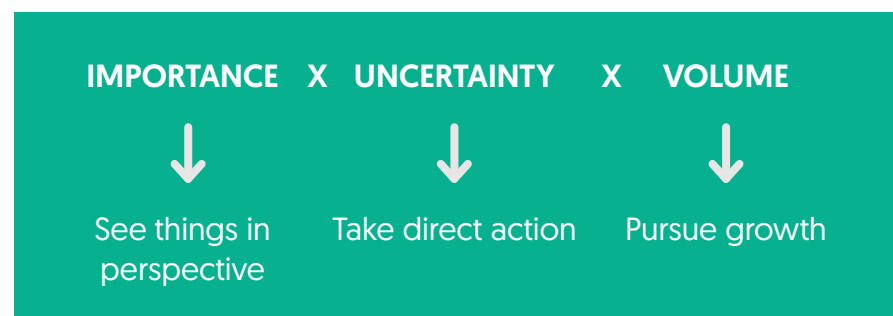 IMPORTANCE X UNCERTAINTY X VOLUME
See things in
perspective
Take direct action
Pursue growth